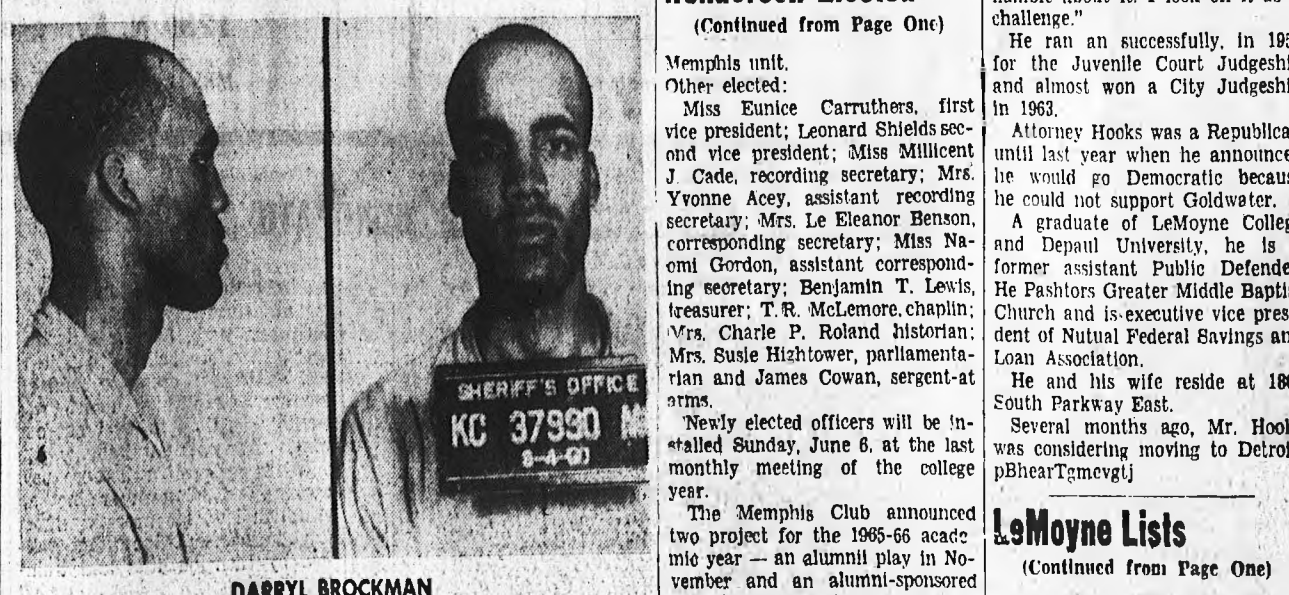 SHERIFF'S OFFICE
KC 37990
DARRYL BROCKMAN
(Continued from Page One)
Memphis unit.
Other elected:
Miss Eunice Carruthers, first
vice president; Leonard Shields sec-
ond vice president; Miss Millicent
J. Cade, recording secretary; Mrs.
Yvonne Acey, assistant recording
secretary; Mrs. Le Eleanor Benson,
corresponding secretary; Miss Na-
omi Gordon, assistant correspond-
ing secretary; Benjamin T. Lewis,
treasurer; T. R. McLemore, chaplin;
Mrs. Charle P. Roland historian;
Mrs. Susie Hightower, parliamenta-
rian and James Cowan, sergent-at
arms.
Newly elected officers will be in-
stalled Sunday, June 6, at the last
monthly meeting of the college
year.
The Memphis Club announced
two project for the 1965-66 acade
mic year — an alumnii play in No-
vember and an alumni-sponsored
challenge."
He ran an successfully, in 195
for the Juvenile Court Judgeshi
and almost won a City Judgeshi
in 1963.
Attorney Hooks was a Republica
until last year when he announce
he would go Democratic becaus
he could not support Goldwater.
A graduate of LeMoyne Colleg
and Depaul University, he is
former assistant Public Defende
He Pashtors Greater Middle Bapti
Church and is executive vice pres
dent of Nutual Federal Savings an
Loan Association.
He and his wife reside at 180
South Parkway East.
Several months ago, Mr. Hook
was considering moving to Detroi
pBhearTgmcvgtj
LeMoyne Lists
(Continued from Page One)